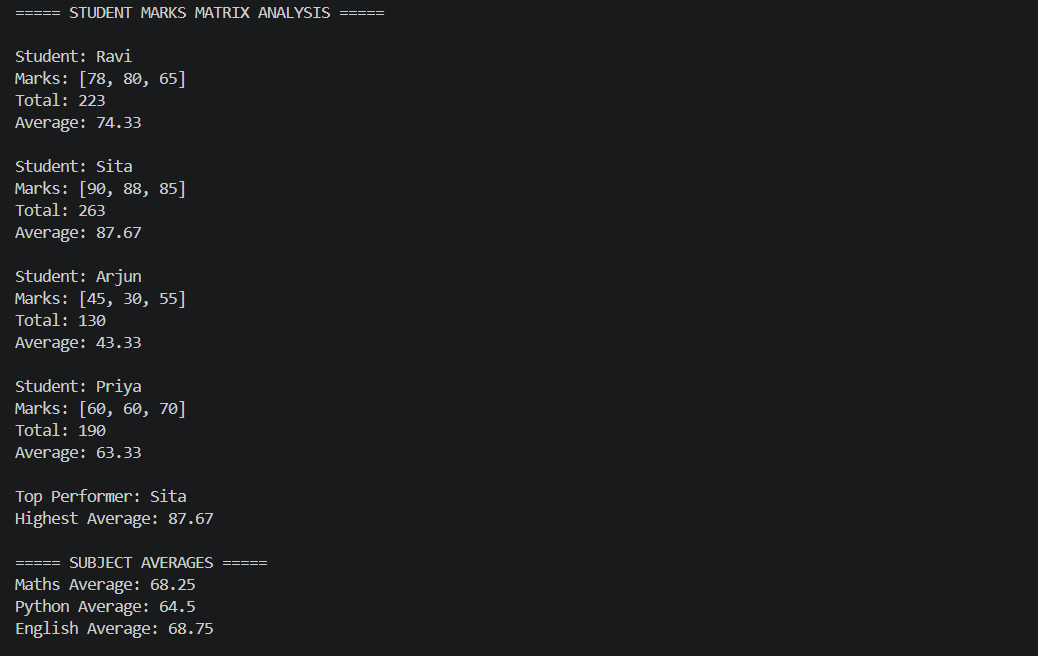 ===== STUDENT MARKS MATRIX ANALYSIS =====
Student: Ravi
Marks: [78, 80, 65]
Total: 223
Average: 74.33
Student: Sita
Marks: [90, 88, 85]
Total: 263
Average: 87.67
Student: Arjun
Marks: [45, 30, 55]
Total: 130
Average: 43.33
Student: Priya
Marks: [60, 60, 70]
Total: 190
Average: 63.33
Top Performer: Sita
Highest Average: 87.67
===== SUBJECT AVERAGES =====
Maths Average: 68.25
Python Average: 64.5
English Average: 68.75